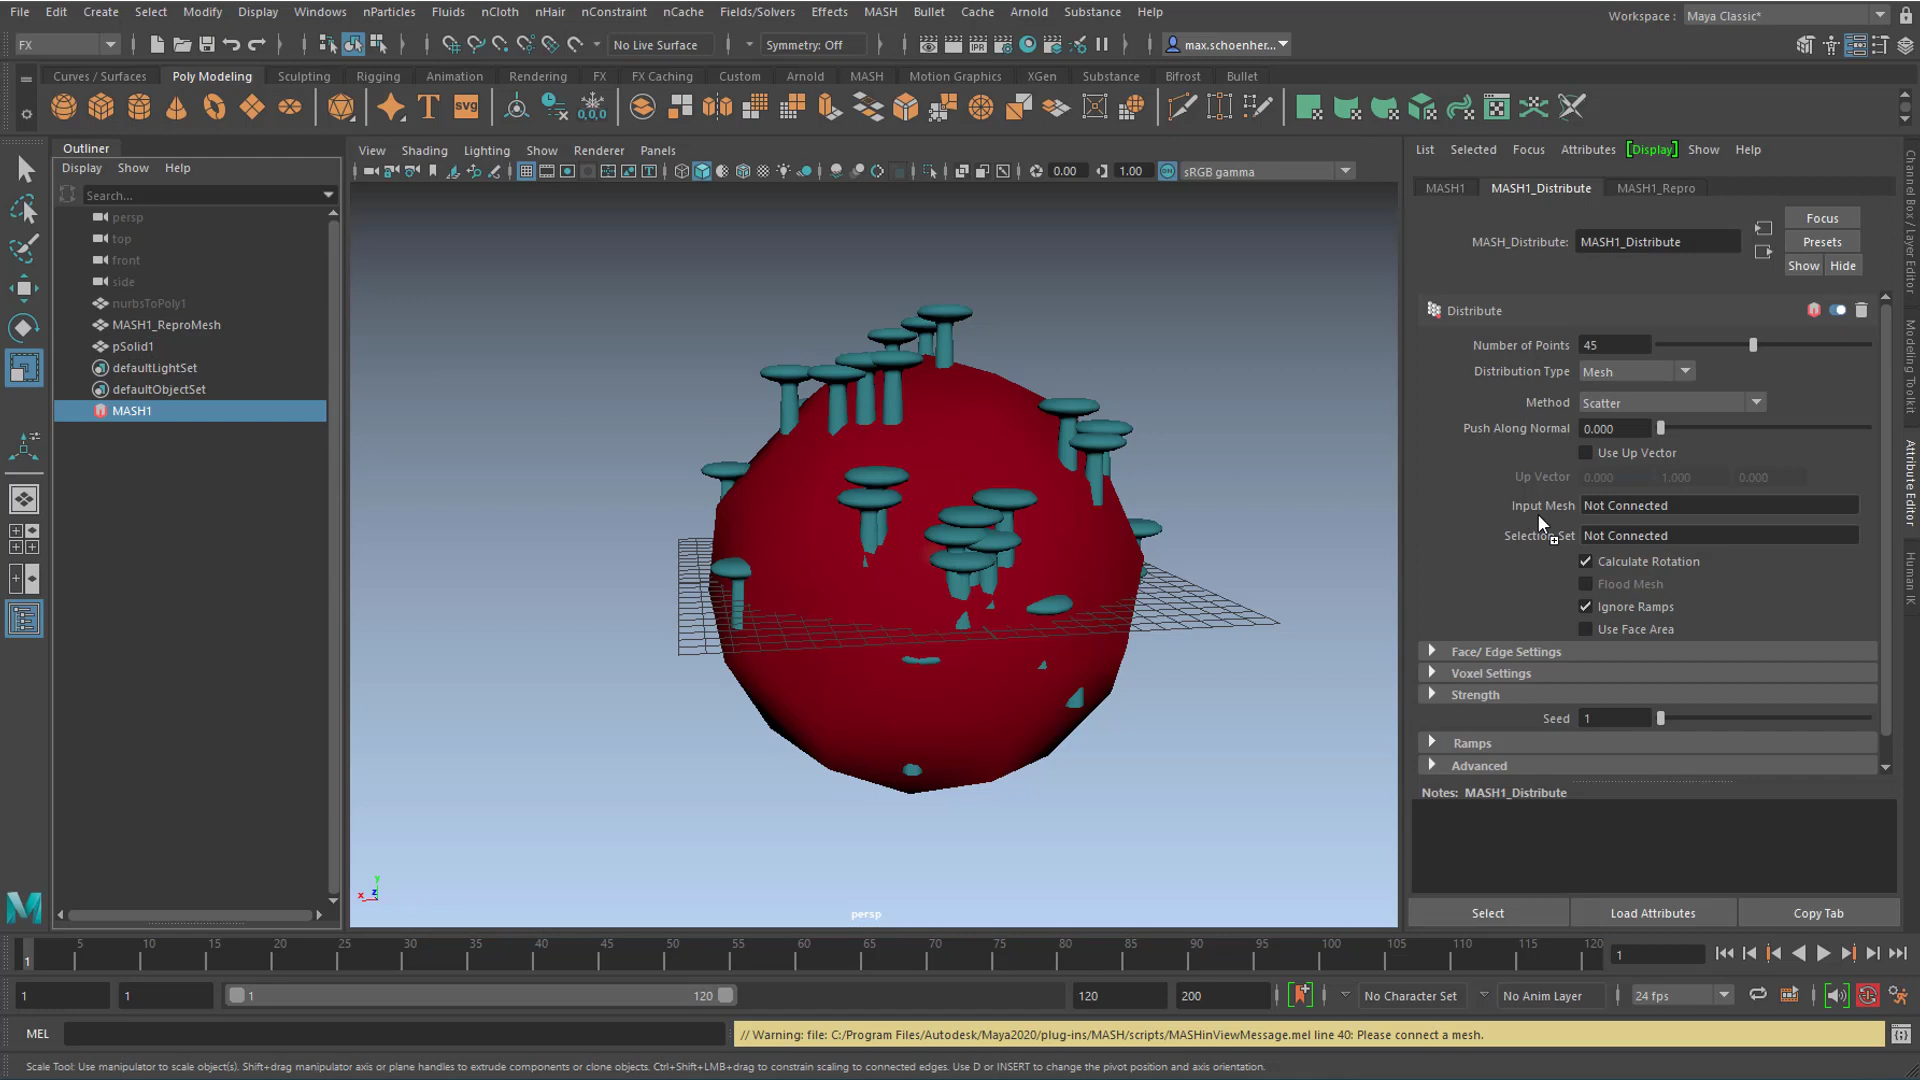 File Edit Create Select Modify Display Windows nParticles Fluids nCloth nHair nConstraint nCache Fields/Solvers Effects MASH Bullet Cache Arnold Substance Help
Workspace : Maya Classic*
FX No Live Surface Symmetry: Off max.schoenher...
Curves / Surfaces Poly Modeling Sculpting Rigging Animation Rendering FX FX Caching Custom Arnold MASH Motion Graphics XGen Substance Bifrost Bullet
Outliner
Display Show Help
Search...
persp
top
front
side
nurbsToPoly1
MASH1_ReproMesh
pSolid1
defaultLightSet
defaultObjectSet
MASH1
View Shading Lighting Show Renderer Panels
0.00 1.00 sRGB gamma
persp
List Selected Focus Attributes [Display] Show Help
MASH1 MASH1_Distribute MASH1_Repro
Focus
MASH_Distribute: MASH1_Distribute Presets
Show Hide
Distribute
Number of Points 45
Distribution Type Mesh
Method Scatter
Push Along Normal 0.000
Use Up Vector
Up Vector 0.000 1.000 0.000
Input Mesh Not Connected
Selection Set Not Connected
Calculate Rotation
Flood Mesh
Ignore Ramps
Use Face Area
Face/ Edge Settings
Voxel Settings
Strength
Seed 1
Ramps
Advanced
Notes: MASH1_Distribute
Select Load Attributes Copy Tab
Channel Box / Layer Editor
Modeling Toolkit
Attribute Editor
Human IK
5 10 15 20 25 30 35 40 45 50 55 60 65 70 75 80 85 90 95 100 105 110 115 120
1 1
1 1 1 120 120 200 No Character Set No Anim Layer 24 fps
MEL // Warning: file: C:/Program Files/Autodesk/Maya2020/plug-ins/MASH/scripts/MASHinViewMessage.mel line 40: Please connect a mesh.
Scale Tool: Use manipulator to scale object(s). Shift+drag manipulator axis or plane handles to extrude components or clone objects. Ctrl+Shift+LMB+drag to constrain scaling to connected edges. Use D or INSERT to change the pivot position and axis orientation.